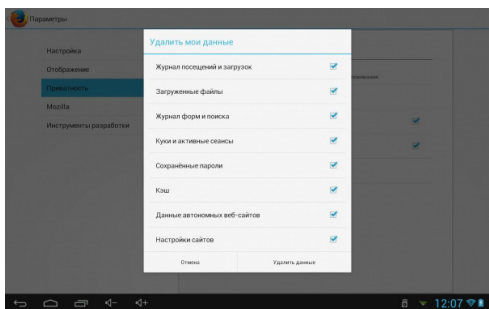 Параметры
Настройка
Отображение
Приватность
Mozilla
Инструменты разработки
Удалить мои данные
Журнал посещений и загрузок
Загруженные файлы
Журнал форм и поиска
Куки и активные сеансы
Сохранённые пароли
Кэш
Данные автономных веб-сайтов
Настройки сайтов
Отмена
Удалить данные
12:07